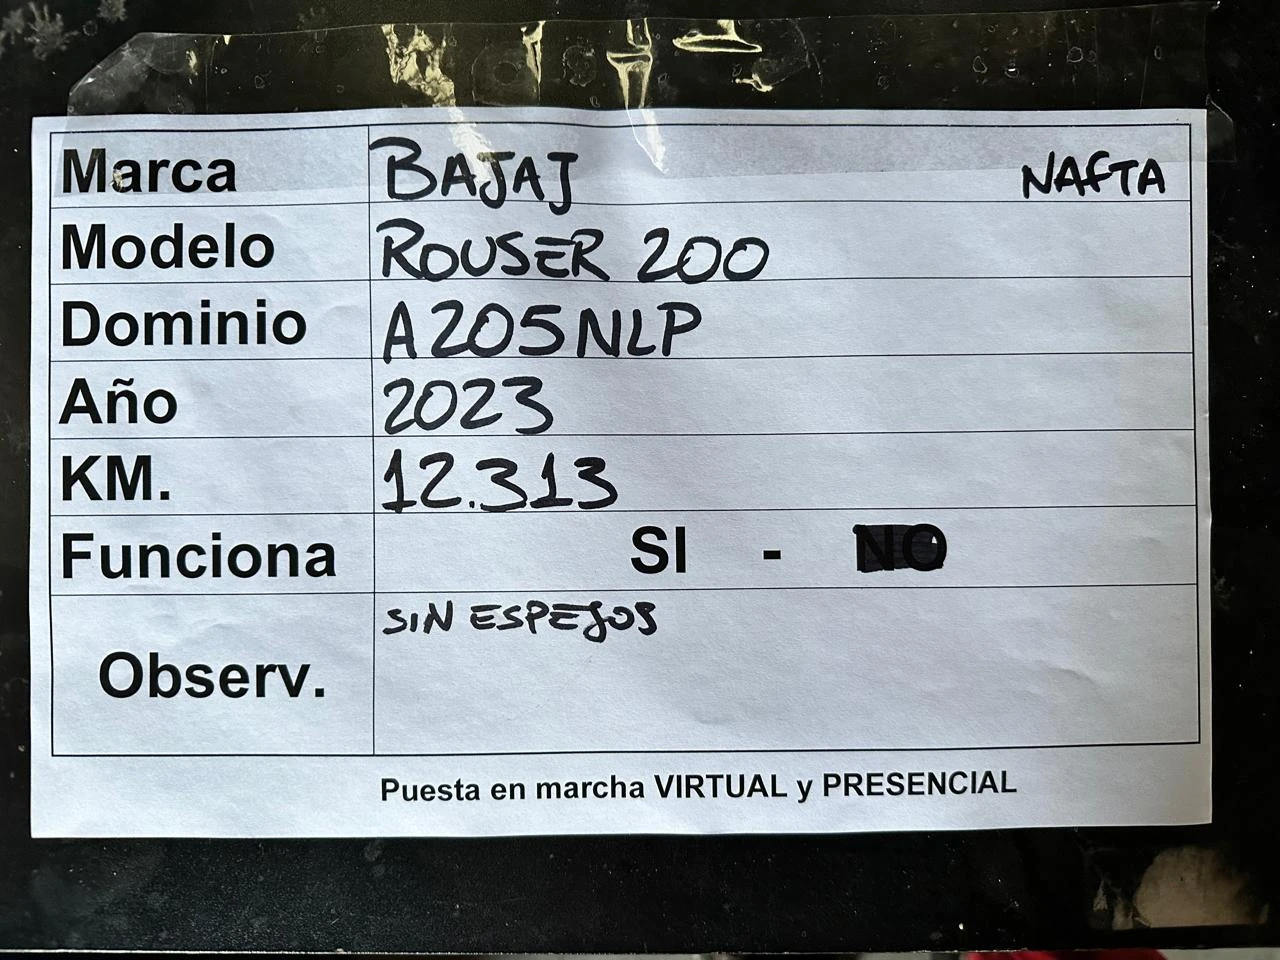 Marca BAJAJ NAFTA
Modelo ROUSER 200
Dominio A205NLP
Año 2023
KM. 12.313
Funciona SI - NO
Observ. SIN ESPEJOS
Puesta en marcha VIRTUAL y PRESENCIAL